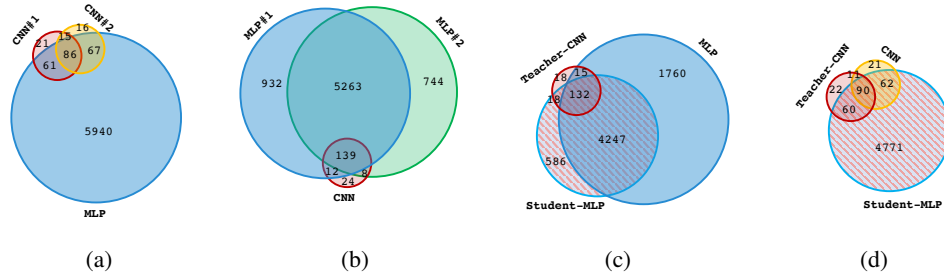 CNN#1
CNN#2
21
16
15
86
67
61
5940
MLP
(a)
MLP#1
MLP#2
932
5263
744
139
12
8
24
CNN
(b)
Teacher-CNN
MLP
18
15
1760
18
132
4247
586
Student-MLP
(c)
Teacher-CNN
CNN
21
11
22
90
62
60
4771
Student-MLP
(d)